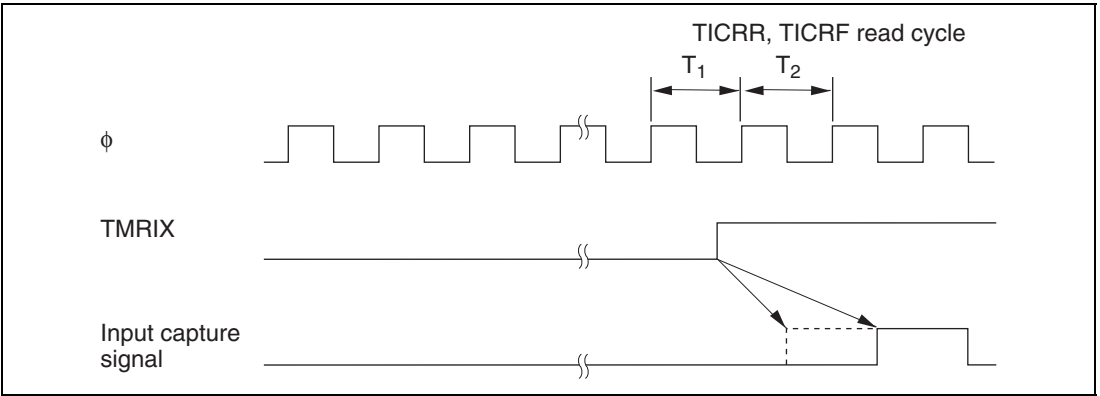 TICRR, TICRF read cycle
T1 T2
ϕ
TMRIX
Input capture
signal